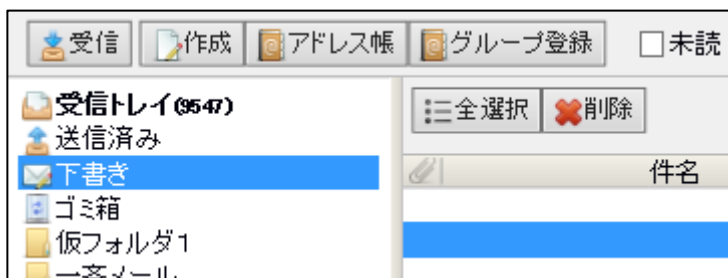 受信 作成 アドレス帳 グループ登録 未読
受信トレイ(9547)
送信済み
下書き
ゴミ箱
仮フォルダ1
一斉メール
全選択 削除
件名